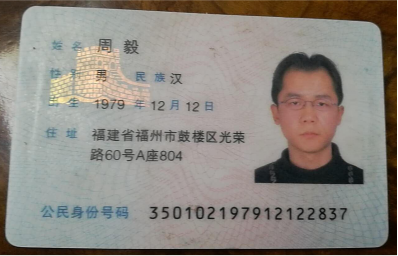 姓名 周毅
性别 男 民族 汉
出生 1979 年 12 月 12 日
住址 福建省福州市鼓楼区光荣
路60号A座804
公民身份号码 350102197912122837